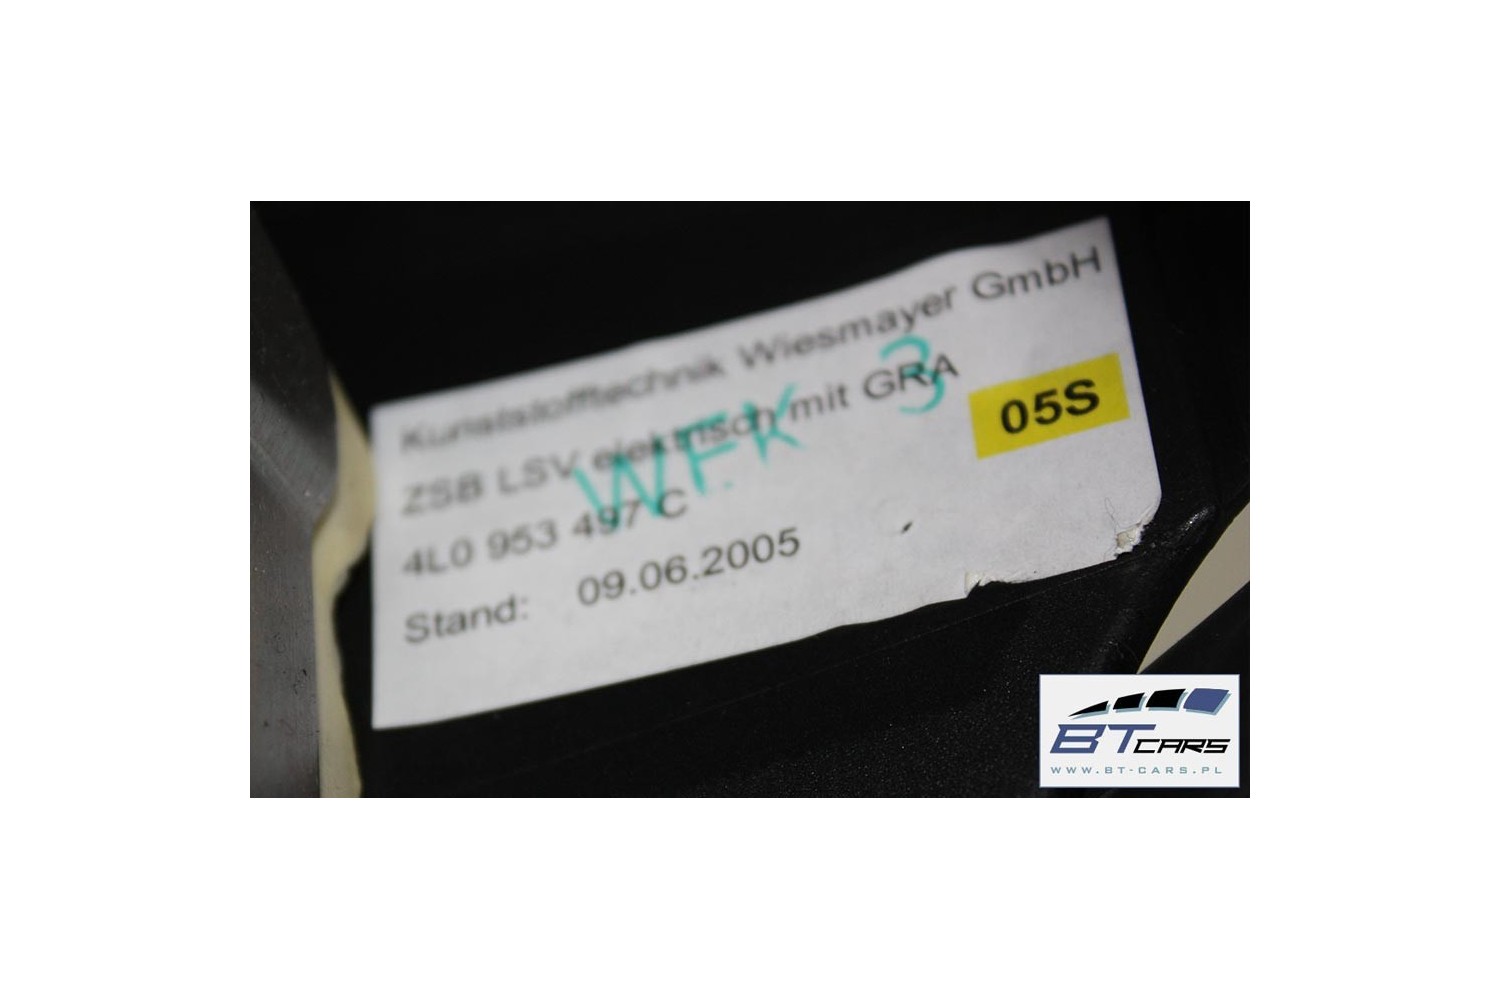 Kunststofftechnik Wiesmayer GmbH
ZSB LSV elektrisch mit GRA
WFK 3
05S
4L0 953 497 C
Stand: 09.06.2005
BT CARS
WWW.BT-CARS.PL